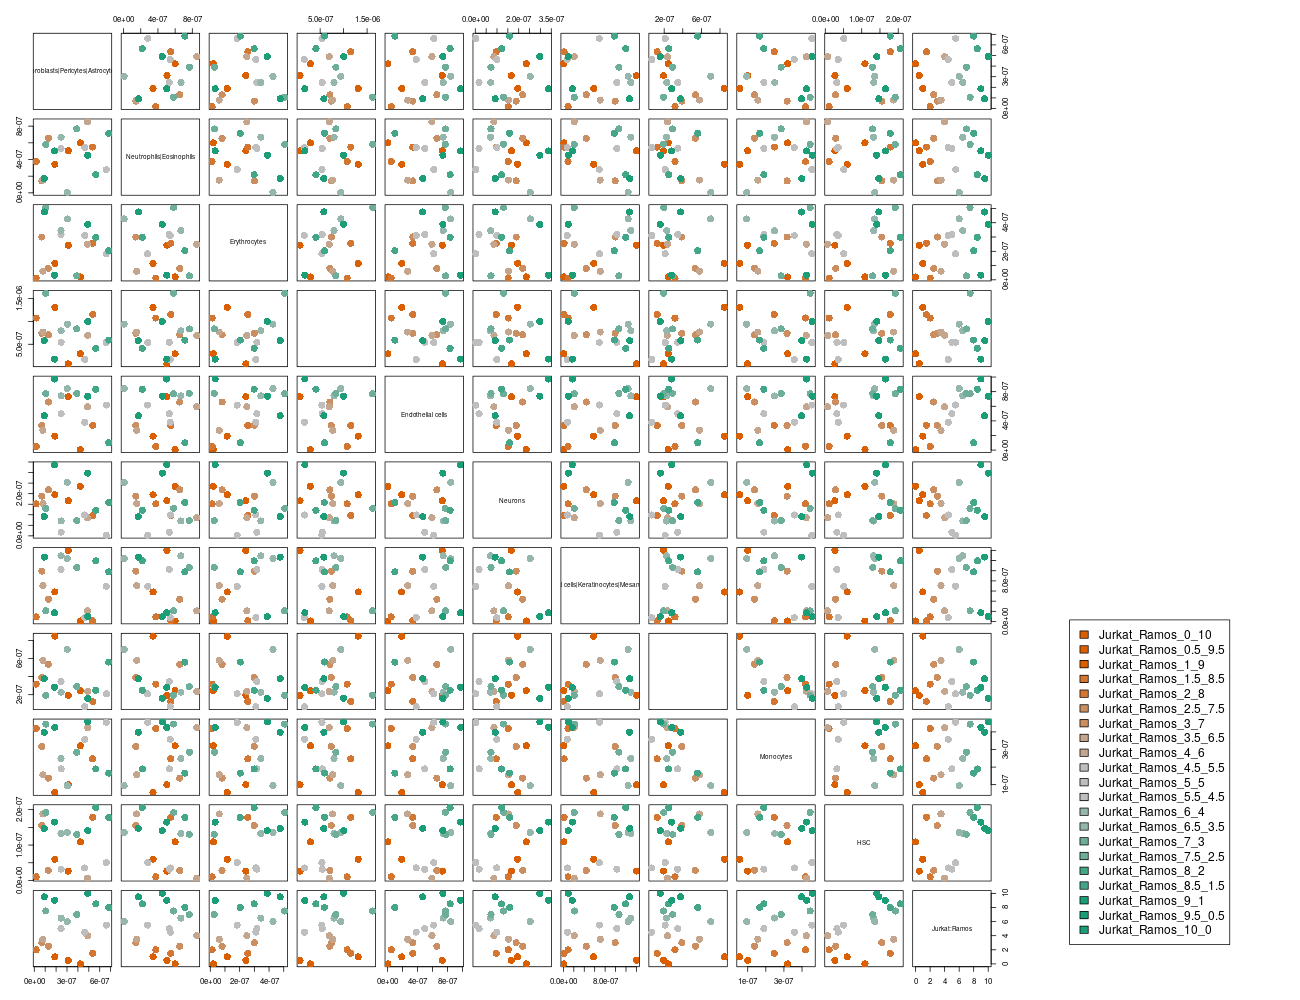 0e+00 4e-07 8e-07 5.0e-07 1.5e-06 0.0e+00 2.0e-07 3.5e-07 2e-07 6e-07 0.0e+00 1.0e-07 2.0e-07
roblasts|Pericytes|Astrocyt
0e+00 3e-07 6e-07
Neutrophils|Eosinophils
0e+00 4e-07 8e-07
Erythrocytes
0e+00 2e-07 4e-07
5.0e-07 1.5e-06
Endothelial cells
0e+00 4e-07 8e-07
Neurons
0.0e+00 2.0e-07
l cells|Keratinocytes|Mesan
0.0e+00 8.0e-07
2e-07 6e-07
Monocytes
1e-07 3e-07
HSC
0.0e+00 1.0e-07 2.0e-07
Jurkat:Ramos
0 2 4 6 8 10
0e+00 3e-07 6e-07 0e+00 2e-07 4e-07 0e+00 4e-07 8e-07 0.0e+00 8.0e-07 1e-07 3e-07 0 2 4 6 8 10
Jurkat_Ramos_0_10
Jurkat_Ramos_0.5_9.5
Jurkat_Ramos_1_9
Jurkat_Ramos_1.5_8.5
Jurkat_Ramos_2_8
Jurkat_Ramos_2.5_7.5
Jurkat_Ramos_3_7
Jurkat_Ramos_3.5_6.5
Jurkat_Ramos_4_6
Jurkat_Ramos_4.5_5.5
Jurkat_Ramos_5_5
Jurkat_Ramos_5.5_4.5
Jurkat_Ramos_6_4
Jurkat_Ramos_6.5_3.5
Jurkat_Ramos_7_3
Jurkat_Ramos_7.5_2.5
Jurkat_Ramos_8_2
Jurkat_Ramos_8.5_1.5
Jurkat_Ramos_9_1
Jurkat_Ramos_9.5_0.5
Jurkat_Ramos_10_0